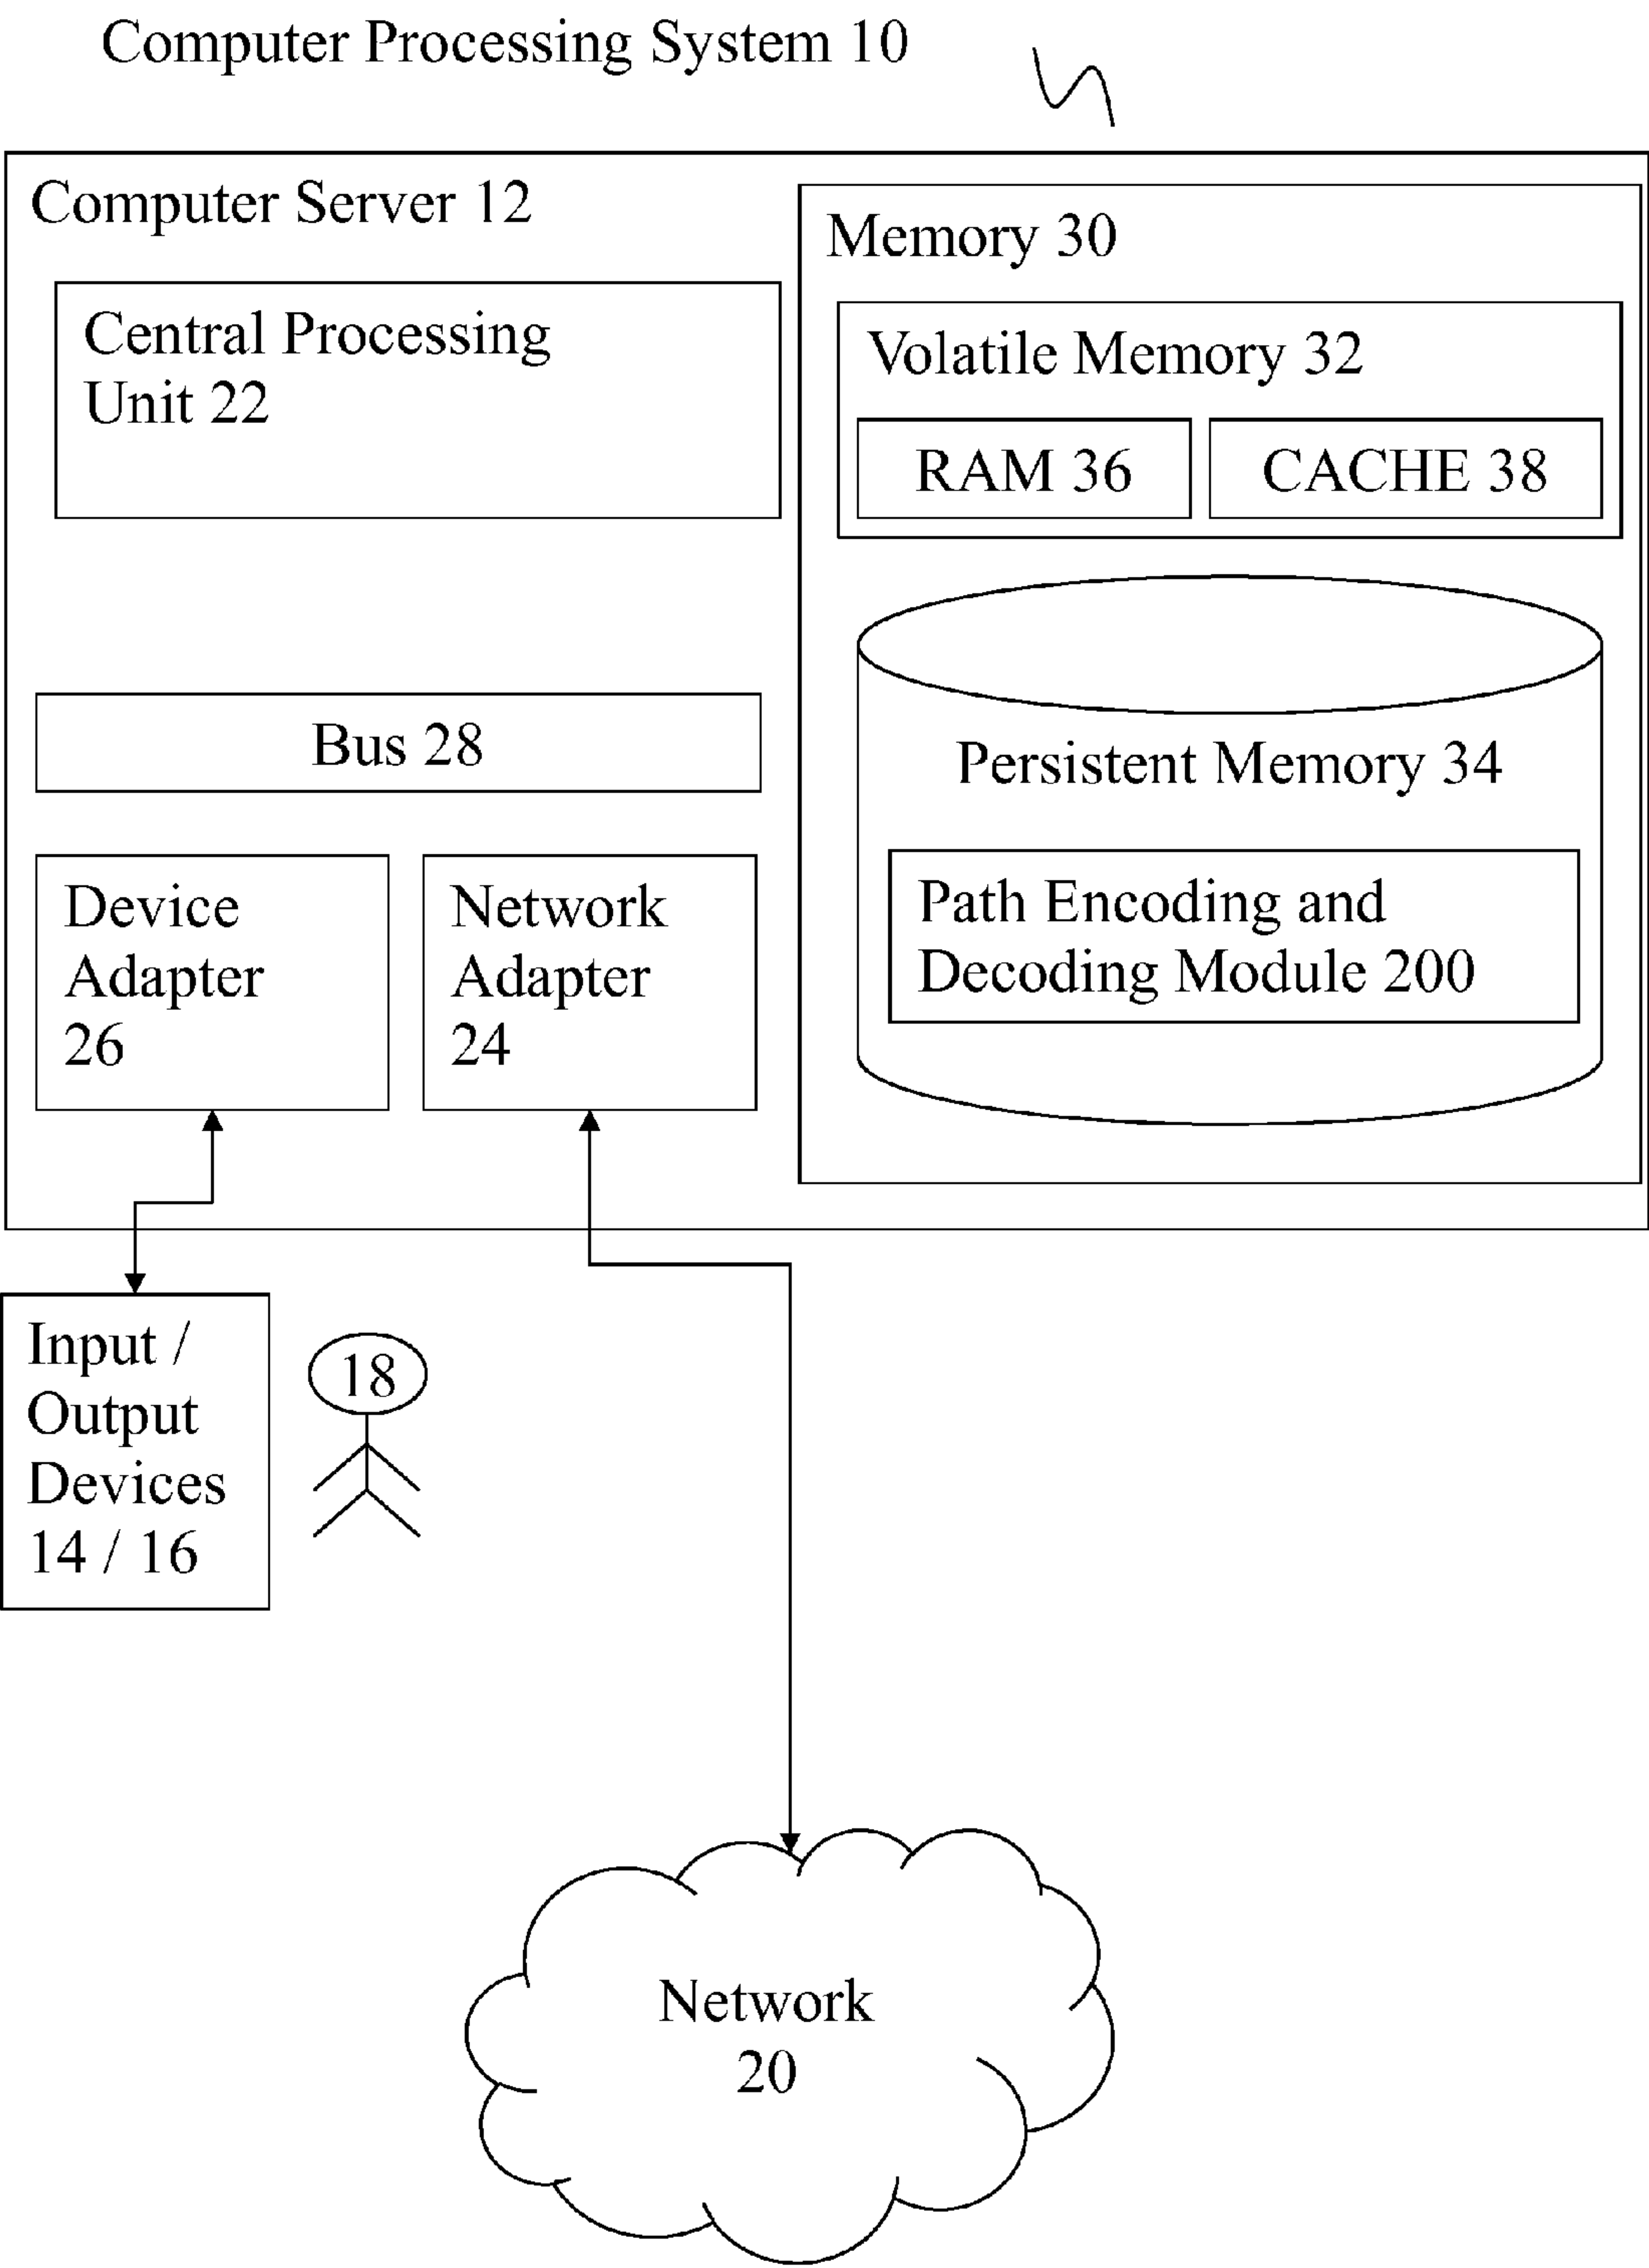 Computer Processing System 10
Computer Server 12
Central Processing
Unit 22
Bus 28
Device
Adapter
26
Network
Adapter
24
Memory 30
Volatile Memory 32
RAM 36
CACHE 38
Persistent Memory 34
Path Encoding and
Decoding Module 200
Input /
Output
Devices
14 / 16
18
Network
20